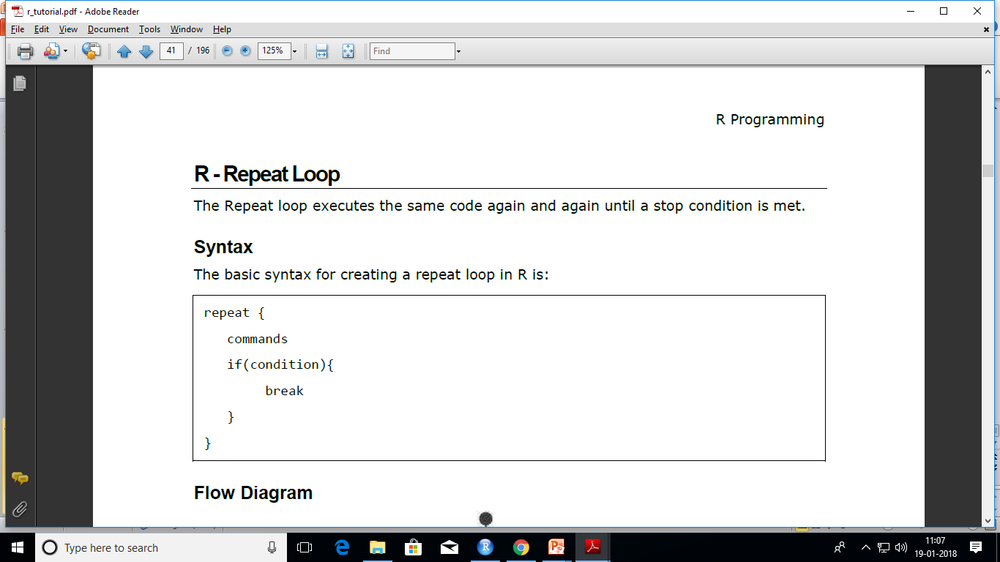 r_tutorial.pdf - Adobe Reader
File Edit View Document Tools Window Help
41 / 196 125% Find
R Programming
R - Repeat Loop
The Repeat loop executes the same code again and again until a stop condition is met.
Syntax
The basic syntax for creating a repeat loop in R is:
repeat {
commands
if(condition){
break
}
}
Flow Diagram
Type here to search
11:07
19-01-2018